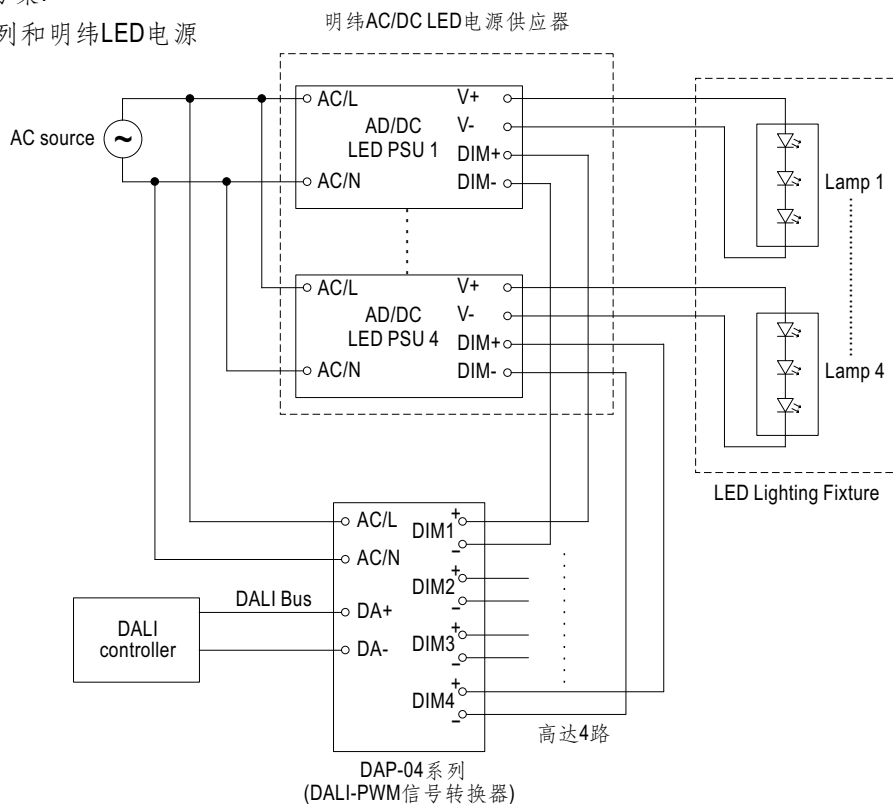 列和明纬LED电源
明纬AC/DC LED电源供应器
AC source
~
AC/L
AC/N
AD/DC
LED PSU 1
V+
V-
DIM+
DIM-
Lamp 1
AC/L
AC/N
AD/DC
LED PSU 4
V+
V-
DIM+
DIM-
Lamp 4
LED Lighting Fixture
AC/L
AC/N
DA+
DA-
DIM1
+
-
DIM2
+
-
DIM3
+
-
DIM4
+
-
DALI Bus
DALI
controller
高达4路
DAP-04系列
(DALI-PWM信号转换器)